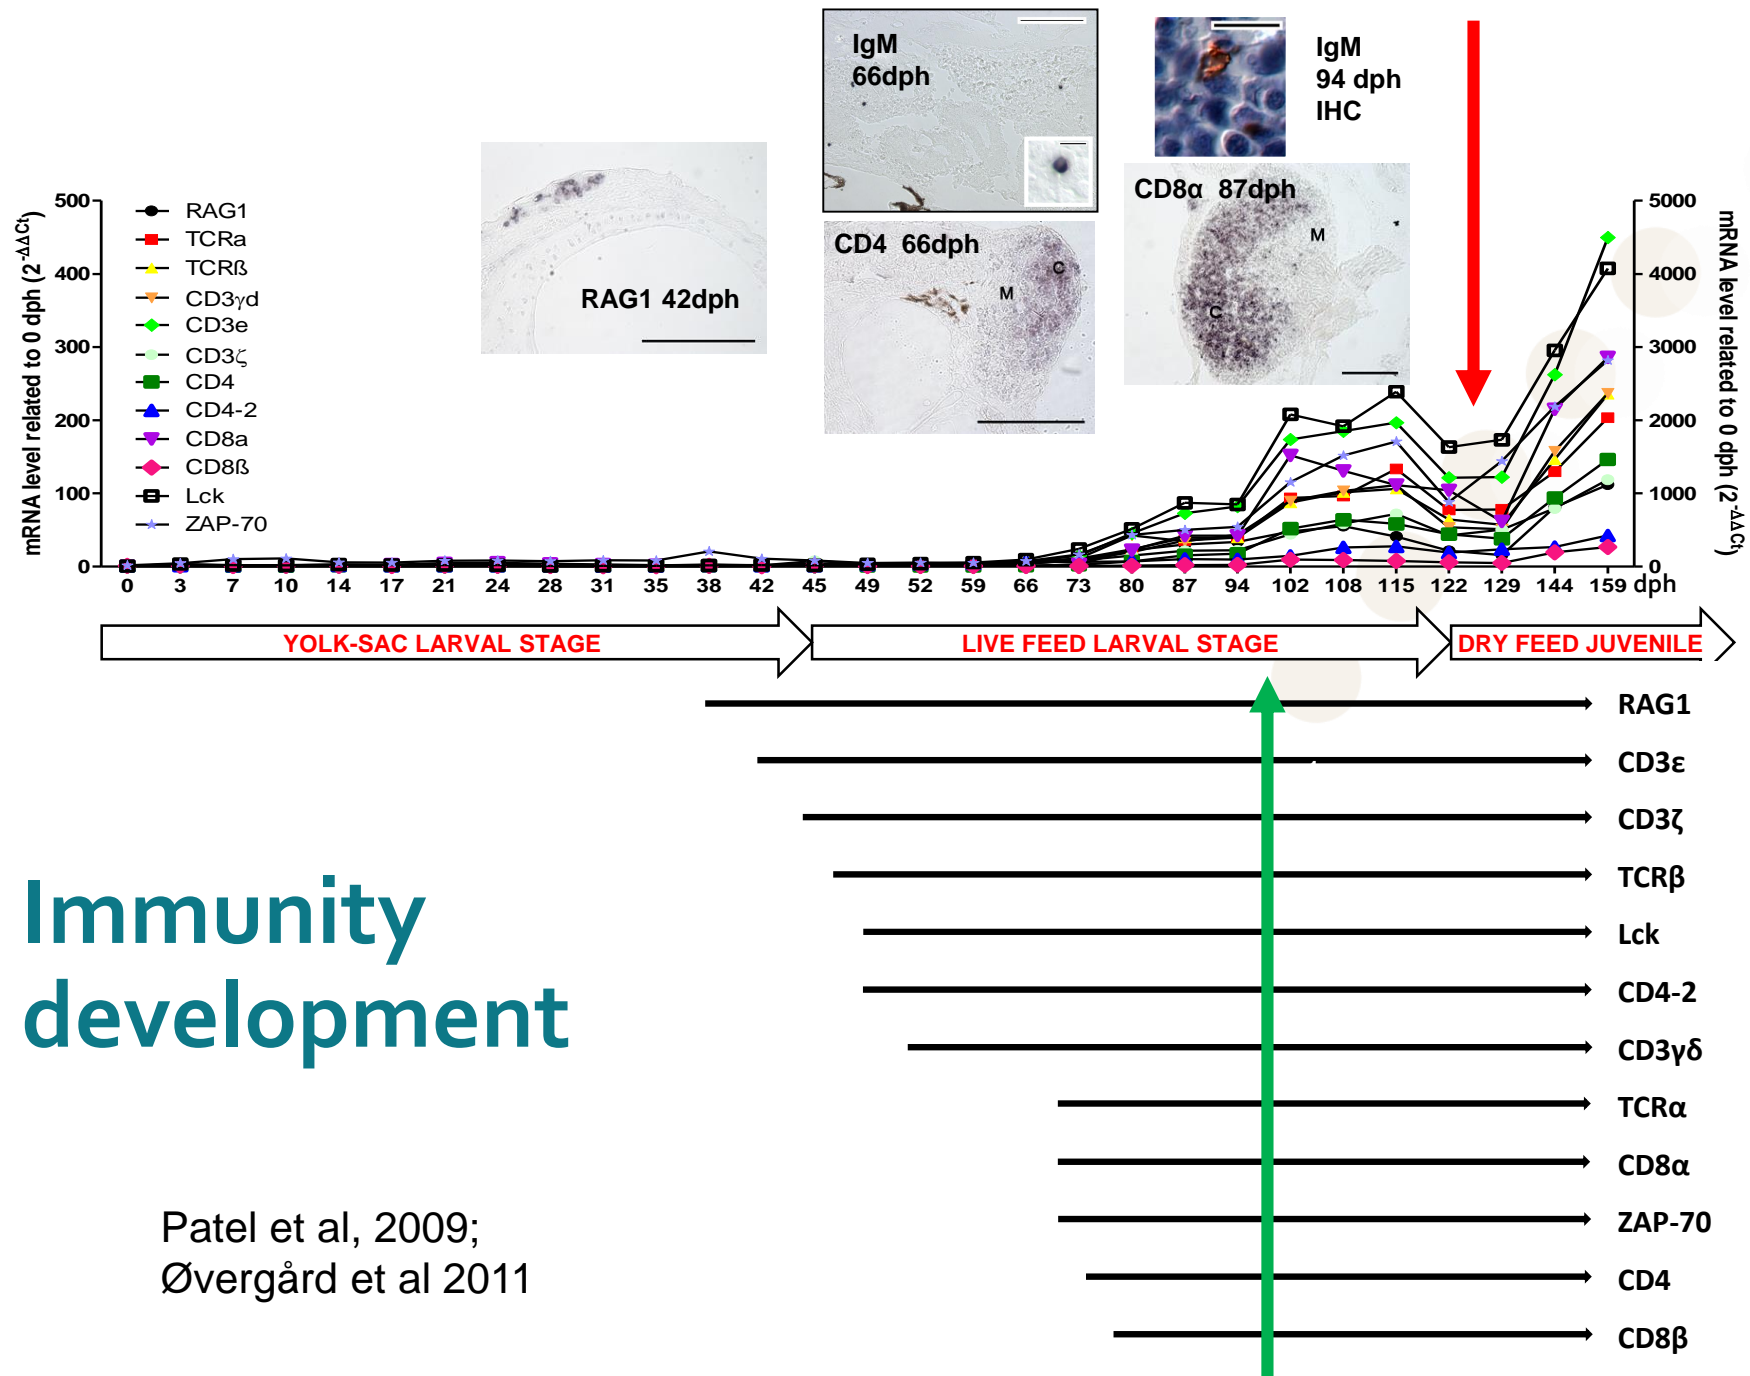 IgM
66dph
IgM
94 dph
IHC
RAG1 42dph
CD4 66dph
C
M
CD8α 87dph
M
C
mRNA level related to 0 dph (2^-ΔΔCt)
500
400
300
200
100
0
RAG1
TCRa
TCRß
CD3γd
CD3e
CD3ζ
CD4
CD4-2
CD8a
CD8ß
Lck
ZAP-70
5000
4000
3000
2000
1000
0
mRNA level related to 0 dph (2^-ΔΔCt)
0 3 7 10 14 17 21 24 28 31 35 38 42 45 49 52 59 66 73 80 87 94 102 108 115 122 129 144 159 dph
YOLK-SAC LARVAL STAGE
LIVE FEED LARVAL STAGE
DRY FEED JUVENILE
RAG1
CD3ε
CD3ζ
TCRβ
Lck
CD4-2
CD3γδ
TCRα
CD8α
ZAP-70
CD4
CD8β
Immunity
development
Patel et al, 2009;
Øvergård et al 2011